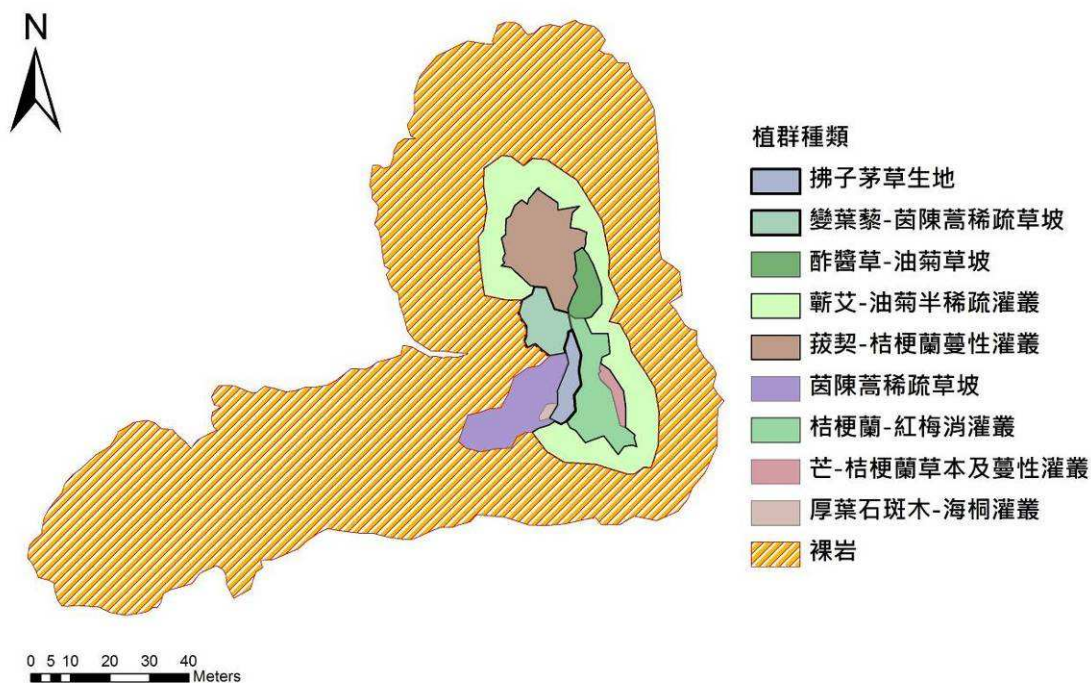 N
植群種類
拂子茅草生地
變葉藜-茵陳蒿稀疏草坡
酢醬草-油菊草坡
蘄艾-油菊半稀疏灌叢
菝契-桔梗蘭蔓性灌叢
茵陳蒿稀疏草坡
桔梗蘭-紅梅消灌叢
芒-桔梗蘭草本及蔓性灌叢
厚葉石斑木-海桐灌叢
裸岩
0 5 10 20 30 40
Meters